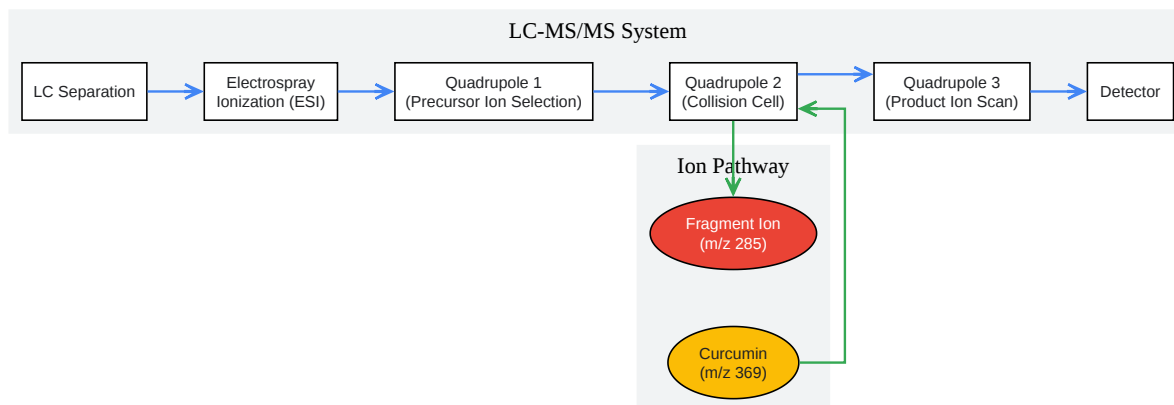 LC-MS/MS System
LC Separation
Electrospray
Ionization (ESI)
Quadrupole 1
(Precursor Ion Selection)
Quadrupole 2
(Collision Cell)
Quadrupole 3
(Product Ion Scan)
Detector
Ion Pathway
Fragment Ion
(m/z 285)
Curcumin
(m/z 369)